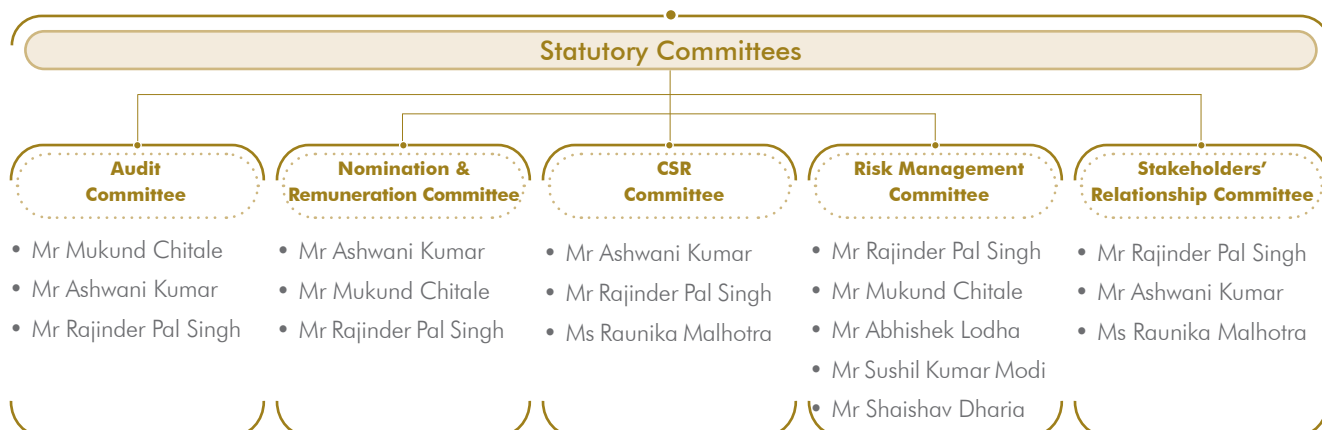 Statutory Committees
Audit
Committee
• Mr Mukund Chitale
• Mr Ashwani Kumar
• Mr Rajinder Pal Singh
Nomination &
Remuneration Committee
• Mr Ashwani Kumar
• Mr Mukund Chitale
• Mr Rajinder Pal Singh
CSR
Committee
• Mr Ashwani Kumar
• Mr Rajinder Pal Singh
• Ms Raunika Malhotra
Risk Management
Committee
• Mr Rajinder Pal Singh
• Mr Mukund Chitale
• Mr Abhishek Lodha
• Mr Sushil Kumar Modi
• Mr Shaishav Dharia
Stakeholders’
Relationship Committee
• Mr Rajinder Pal Singh
• Mr Ashwani Kumar
• Ms Raunika Malhotra